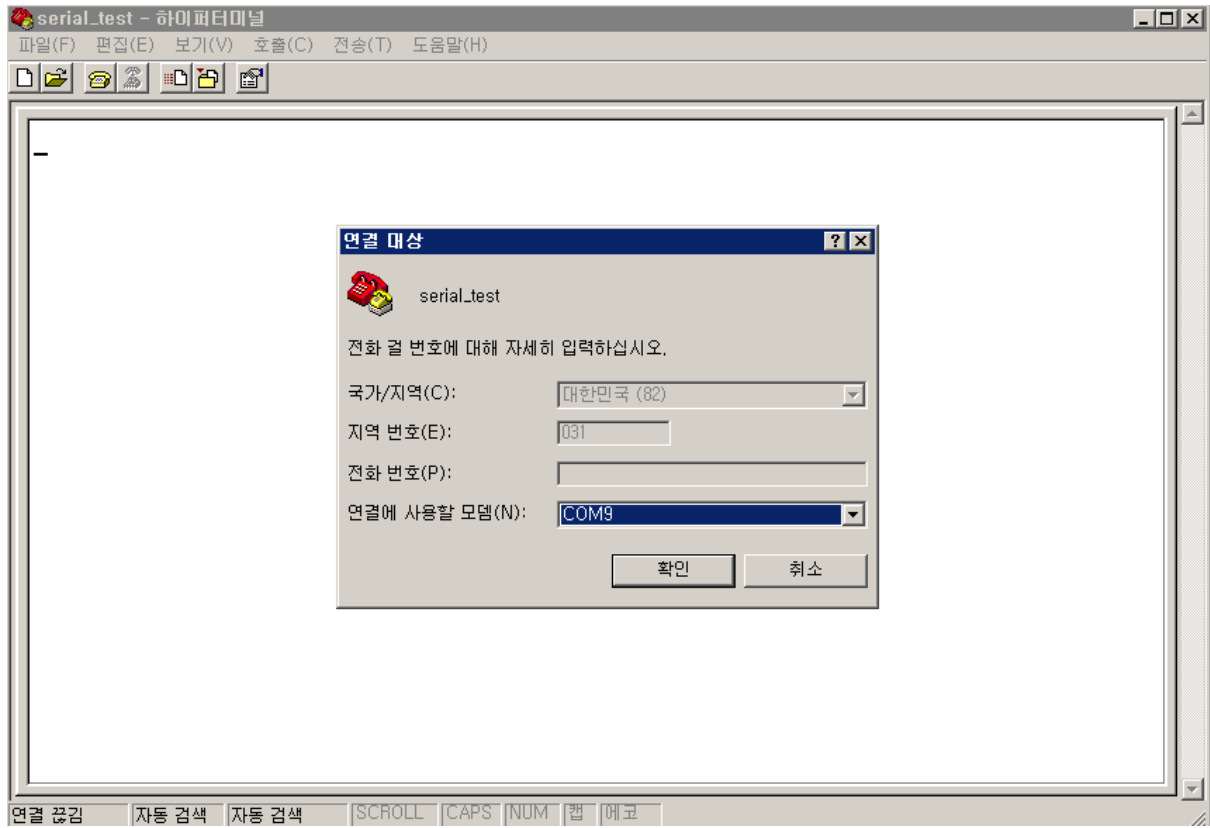 serial_test - 하이퍼터미널
파일(F) 편집(E) 보기(V) 호출(C) 전송(T) 도움말(H)
연결 대상
serial_test
전화 걸 번호에 대해 자세히 입력하십시오.
국가/지역(C): 대한민국 (82)
지역 번호(E): 031
전화 번호(P):
연결에 사용할 모뎀(N): COM9
확인 취소
연결 끊김 자동 검색 자동 검색 SCROLL CAPS NUM 캡 에코